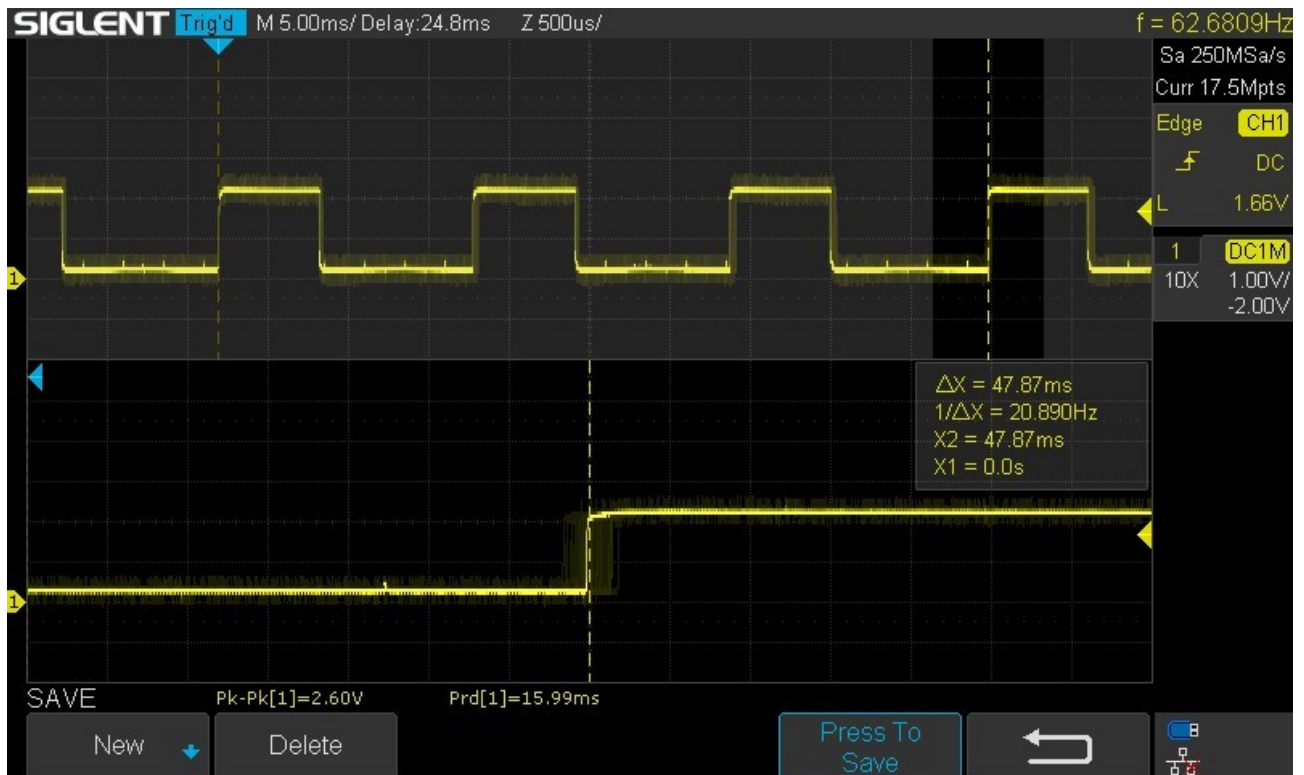 SIGLENT Trig'd M 5.00ms/ Delay:24.8ms Z 500us/ f = 62.6809Hz
Sa 250MSa/s
Curr 17.5Mpts
Edge CH1
DC
L 1.66V
1 DC1M
10X 1.00V/
-2.00V
1
ΔX = 47.87ms
1/ΔX = 20.890Hz
X2 = 47.87ms
X1 = 0.0s
1
SAVE Pk-Pk[1]=2.60V Prd[1]=15.99ms
New Delete Press To
Save